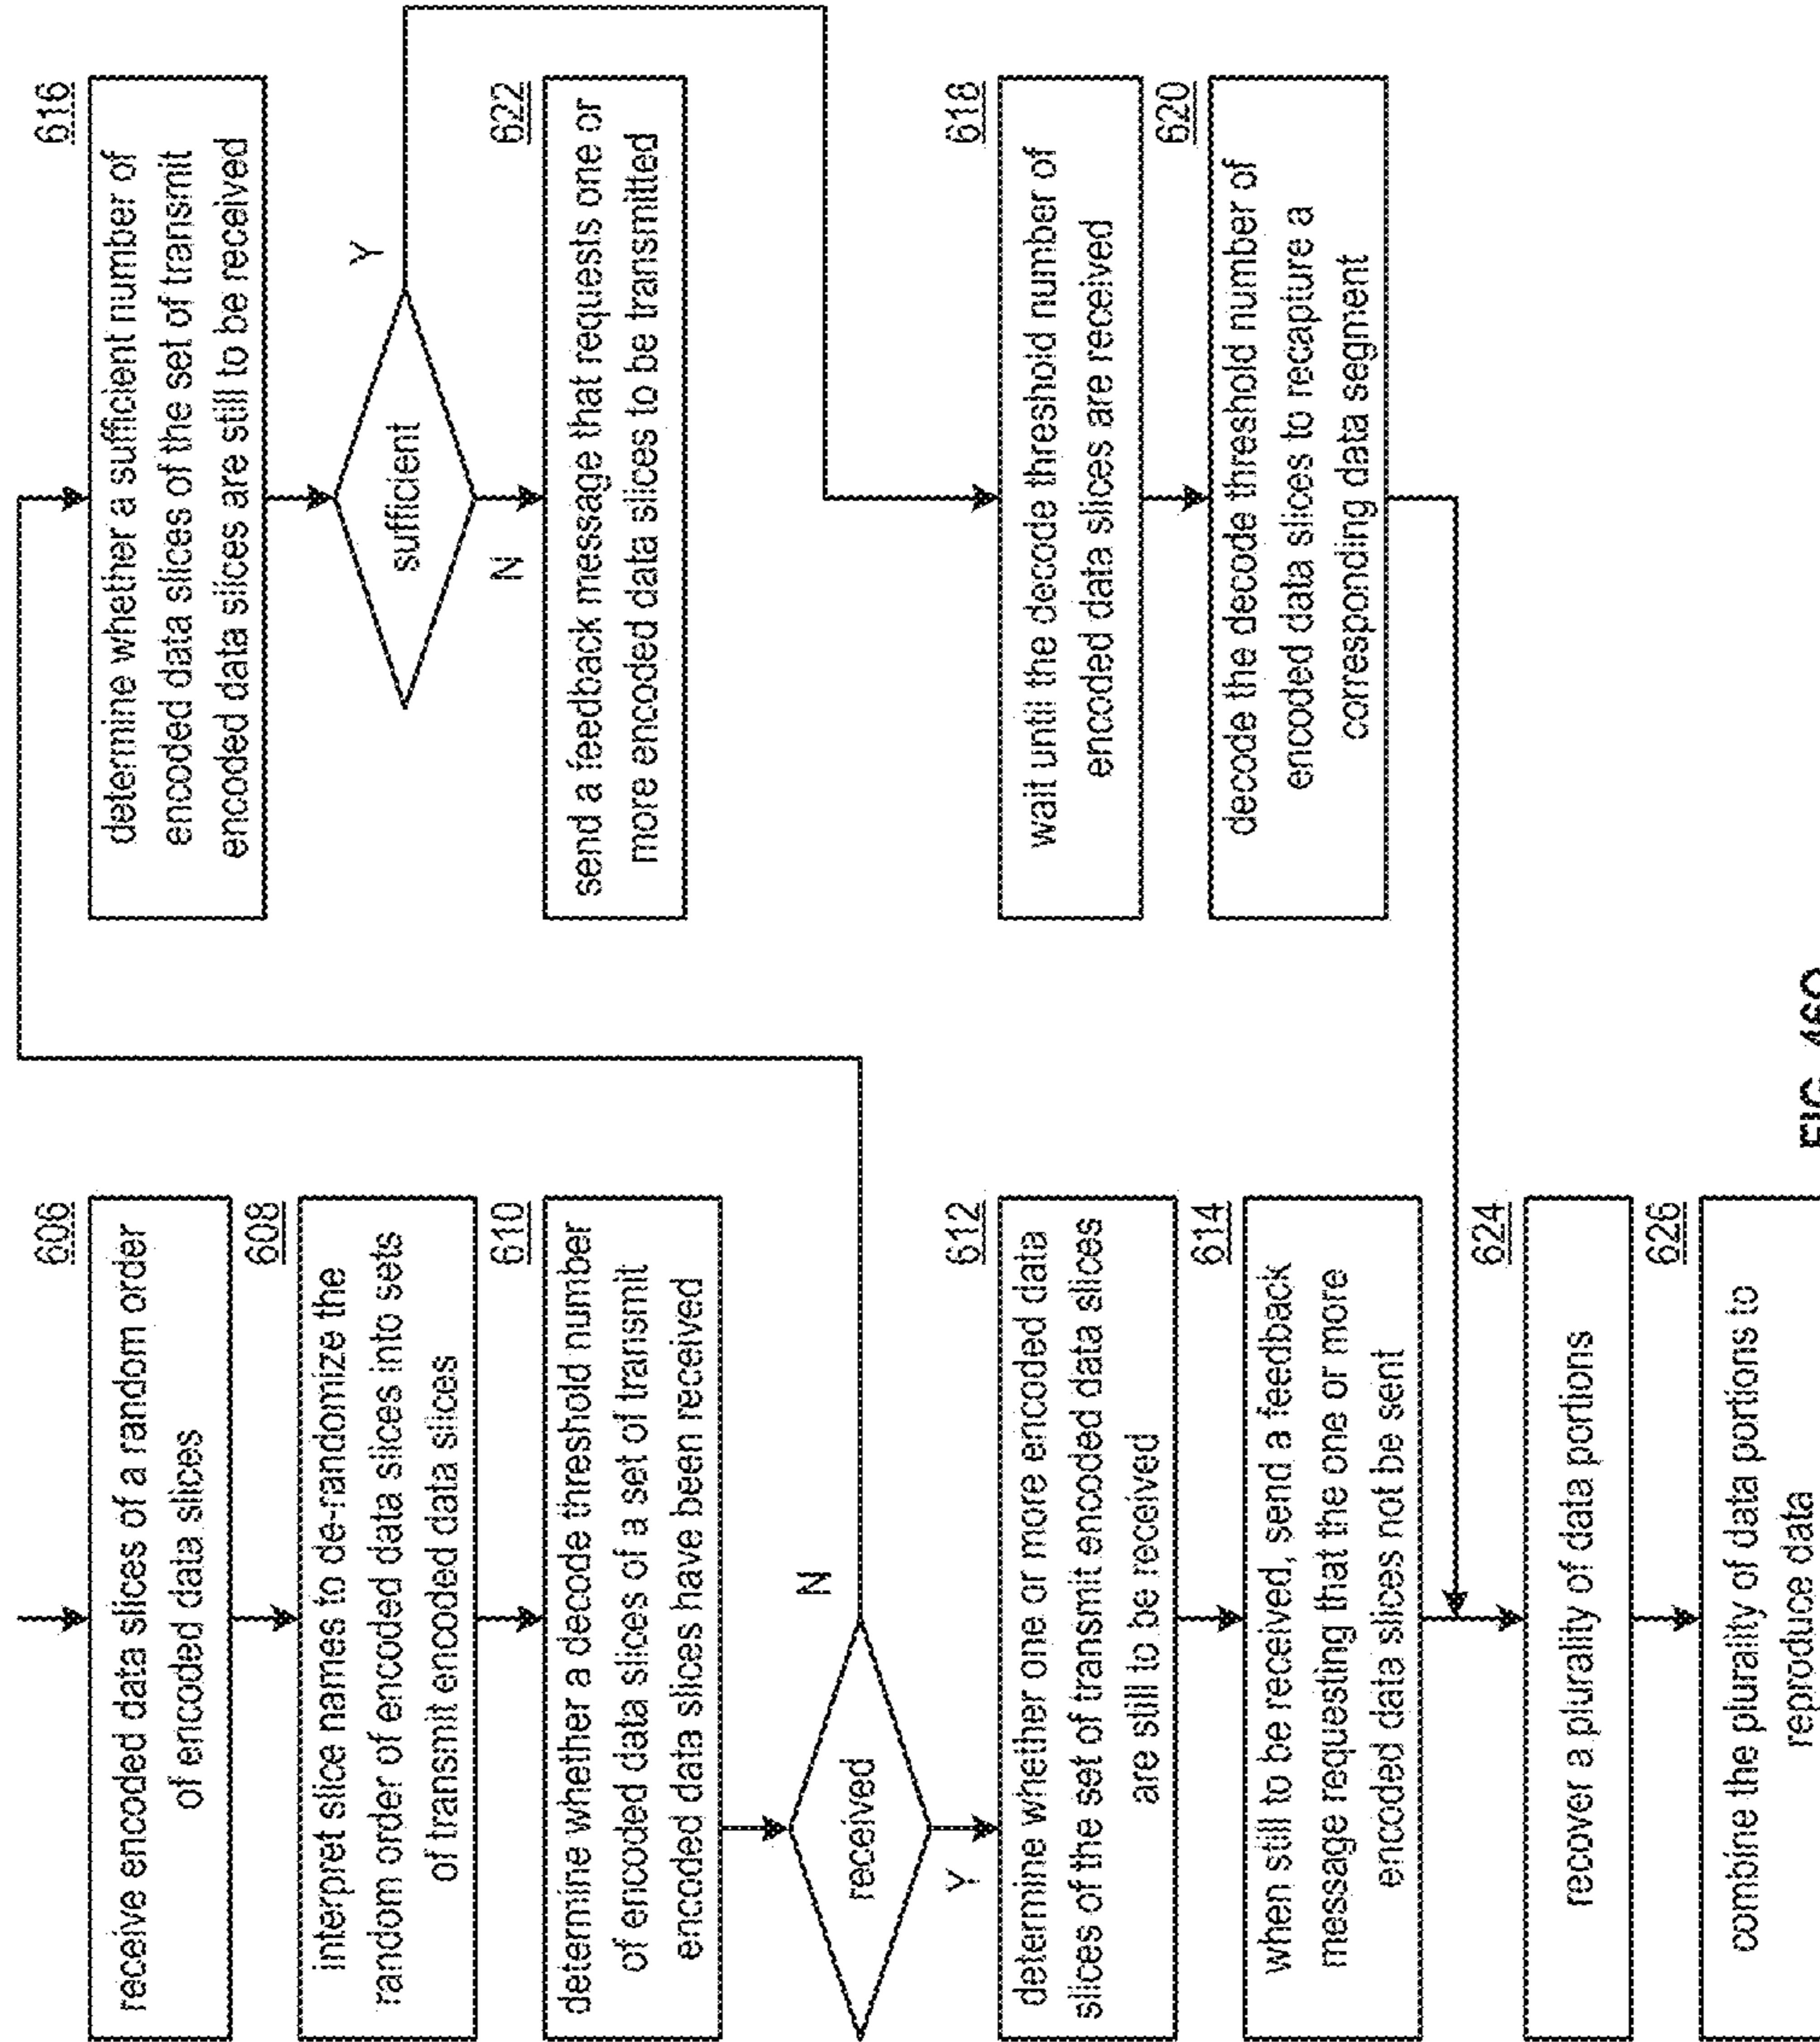 606
receive encoded data slices of a random order
of encoded data slices
608
interpret slice names to de-randomize the
random order of encoded data slices into sets
of transmit encoded data slices
610
determine whether a decode threshold number
of encoded data slices of a set of transmit
encoded data slices have been received
received
N
Y
612
determine whether one or more encoded data
slices of the set of transmit encoded data slices
are still to be received
614
when still to be received, send a feedback
message requesting that the one or more
encoded data slices not be sent
624
recover a plurality of data portions
626
combine the plurality of data portions to
reproduce data
616
determine whether a sufficient number of
encoded data slices of the set of transmit
encoded data slices are still to be received
sufficient
Y
N
622
send a feedback message that requests one or
more encoded data slices to be transmitted
618
wait until the decode threshold number of
encoded data slices are received
620
decode the decode threshold number of
encoded data slices to recapture a
corresponding data segment
FIG.